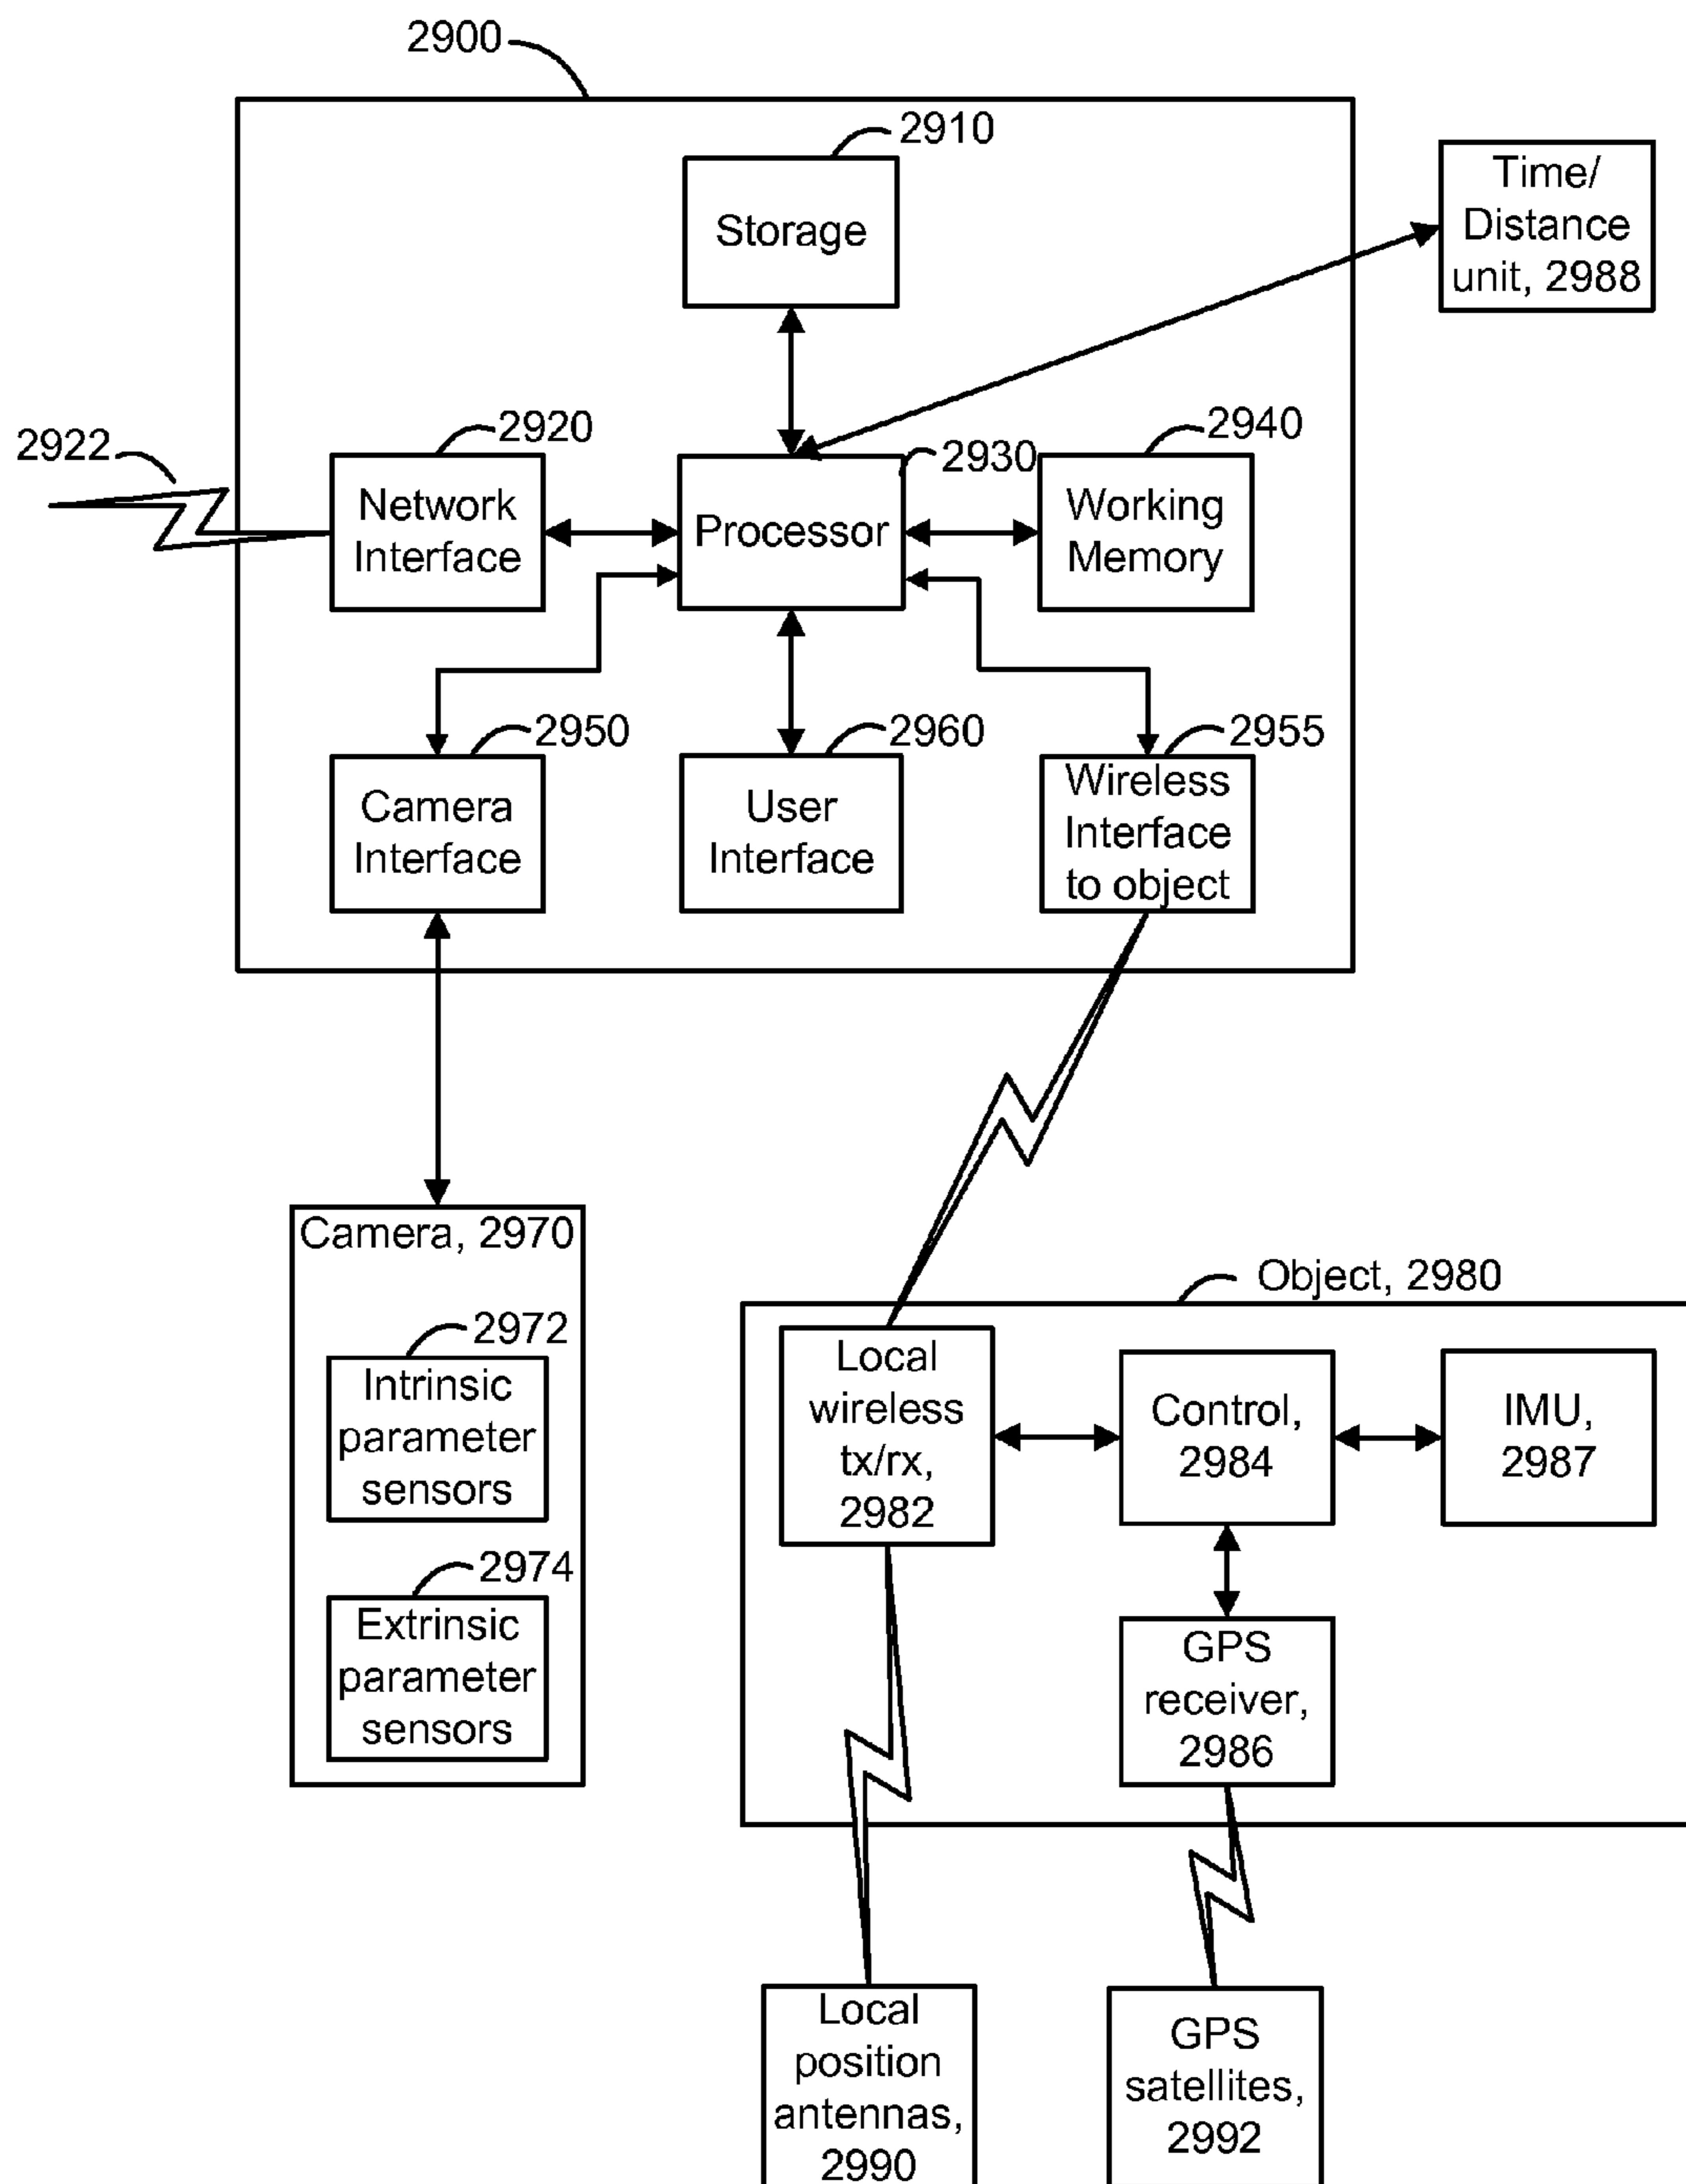 2900
2910
Storage
Time/
Distance
unit, 2988
2922
2920
Network
Interface
2930
Processor
2940
Working
Memory
2950
Camera
Interface
2960
User
Interface
2955
Wireless
Interface
to object
Camera, 2970
2972
Intrinsic
parameter
sensors
2974
Extrinsic
parameter
sensors
Object, 2980
Local
wireless
tx/rx,
2982
Control,
2984
IMU,
2987
GPS
receiver,
2986
Local
position
antennas,
2990
GPS
satellites,
2992